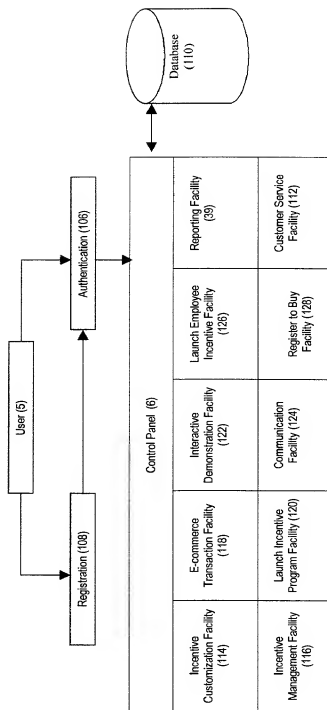 User (5)
Registration (108)
Authentication (106)
Control Panel (6)
Database
(110)
Incentive
Customization Facility
(114)
E-commerce
Transaction Facility
(118)
Interactive
Demonstration Facility
(122)
Launch Employee
Incentive Facility
(126)
Reporting Facility
(39)
Incentive
Management Facility
(116)
Launch Incentive
Program Facility (120)
Communication
Facility (124)
Register to Buy
Facility (128)
Customer Service
Facility (112)